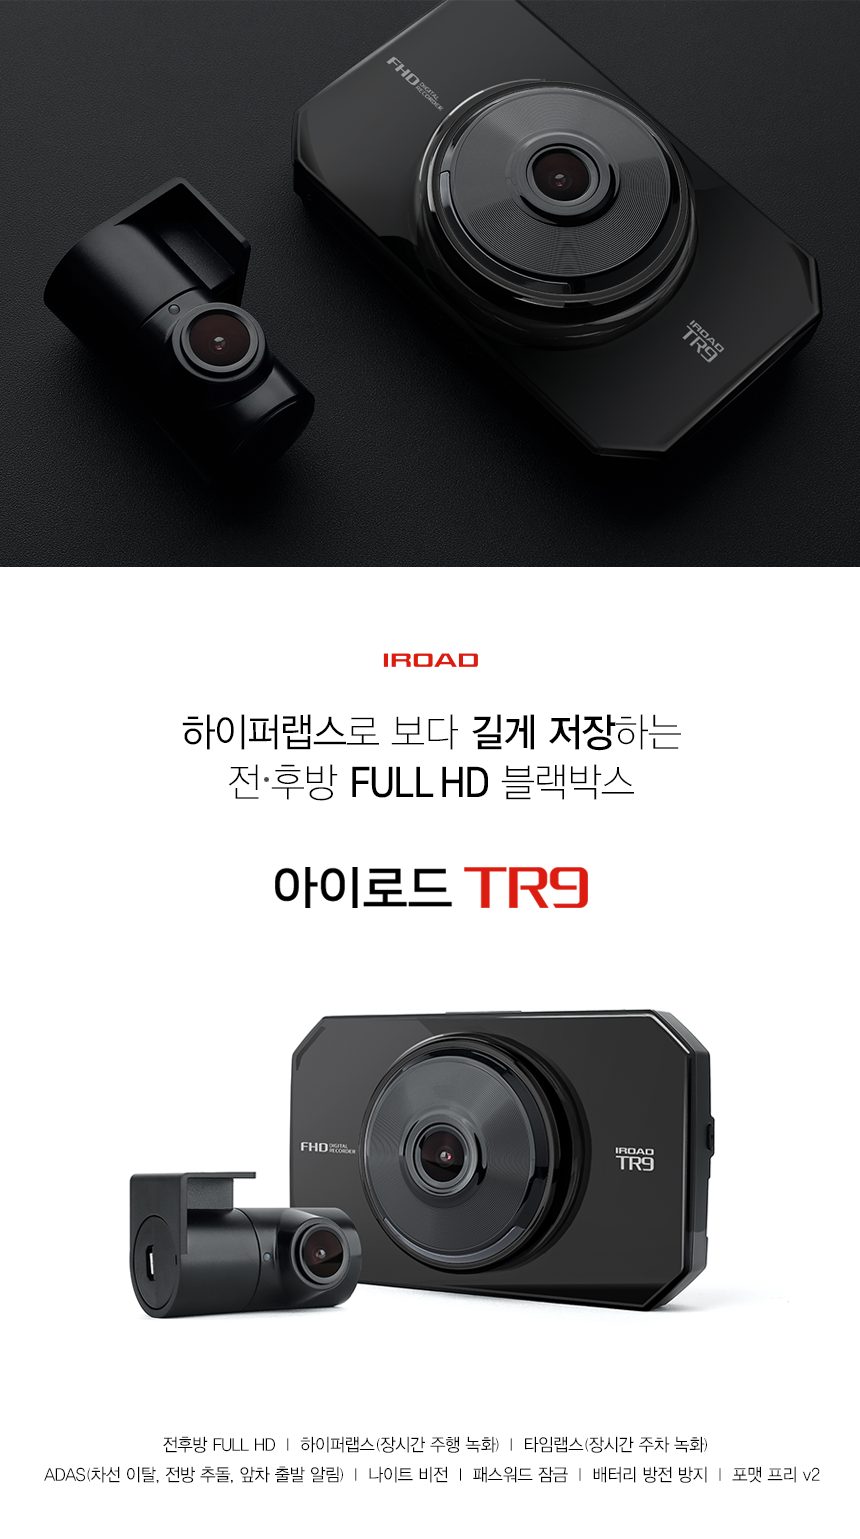 FHD DIGITAL RECORDER
IROAD
TR9
IROAD
하이퍼랩스로 보다 길게 저장하는
전·후방 FULL HD 블랙박스
아이로드 TR9
FHD DIGITAL RECORDER
IROAD
TR9
전후방 FULL HD ㅣ 하이퍼랩스(장시간 주행 녹화) ㅣ 타임랩스(장시간 주차 녹화)
ADAS(차선 이탈, 전방 추돌, 앞차 출발 알림) ㅣ 나이트 비전 ㅣ 패스워드 잠금 ㅣ 배터리 방전 방지 ㅣ 포맷 프리 v2